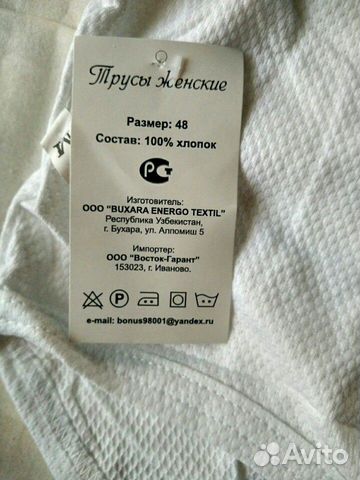 Трусы женские
Размер: 48
Состав: 100% хлопок
РСТ
Изготовитель:
ООО "BUXARA ENERGO TEXTIL"
Республика Узбекистан,
г. Бухара, ул. Алпомиш 5
Импортер:
ООО "Восток-Гарант"
153023, г. Иваново.
P
e-mail: bonus98001@yandex.ru
Avito